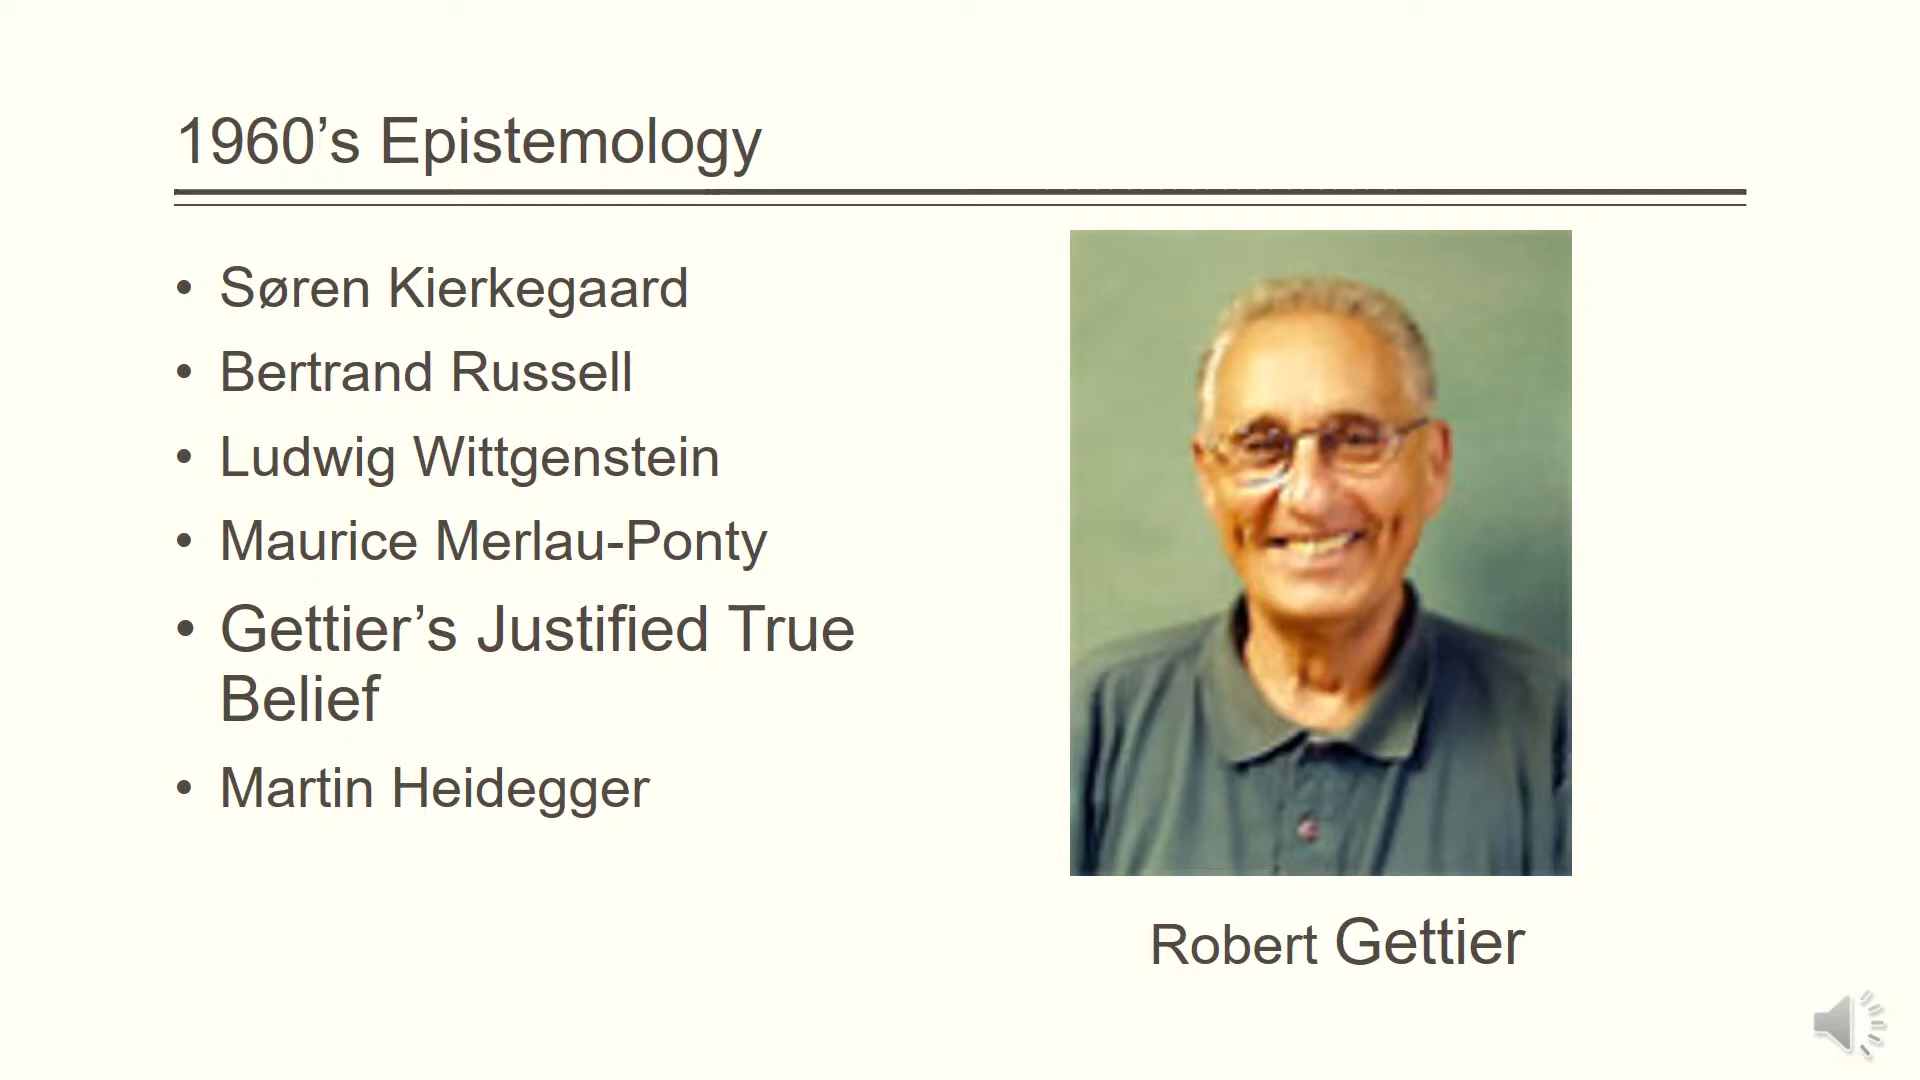 1960’s Epistemology
• Søren Kierkegaard
• Bertrand Russell
• Ludwig Wittgenstein
• Maurice Merlau-Ponty
• Gettier’s Justified True
Belief
• Martin Heidegger
Robert Gettier